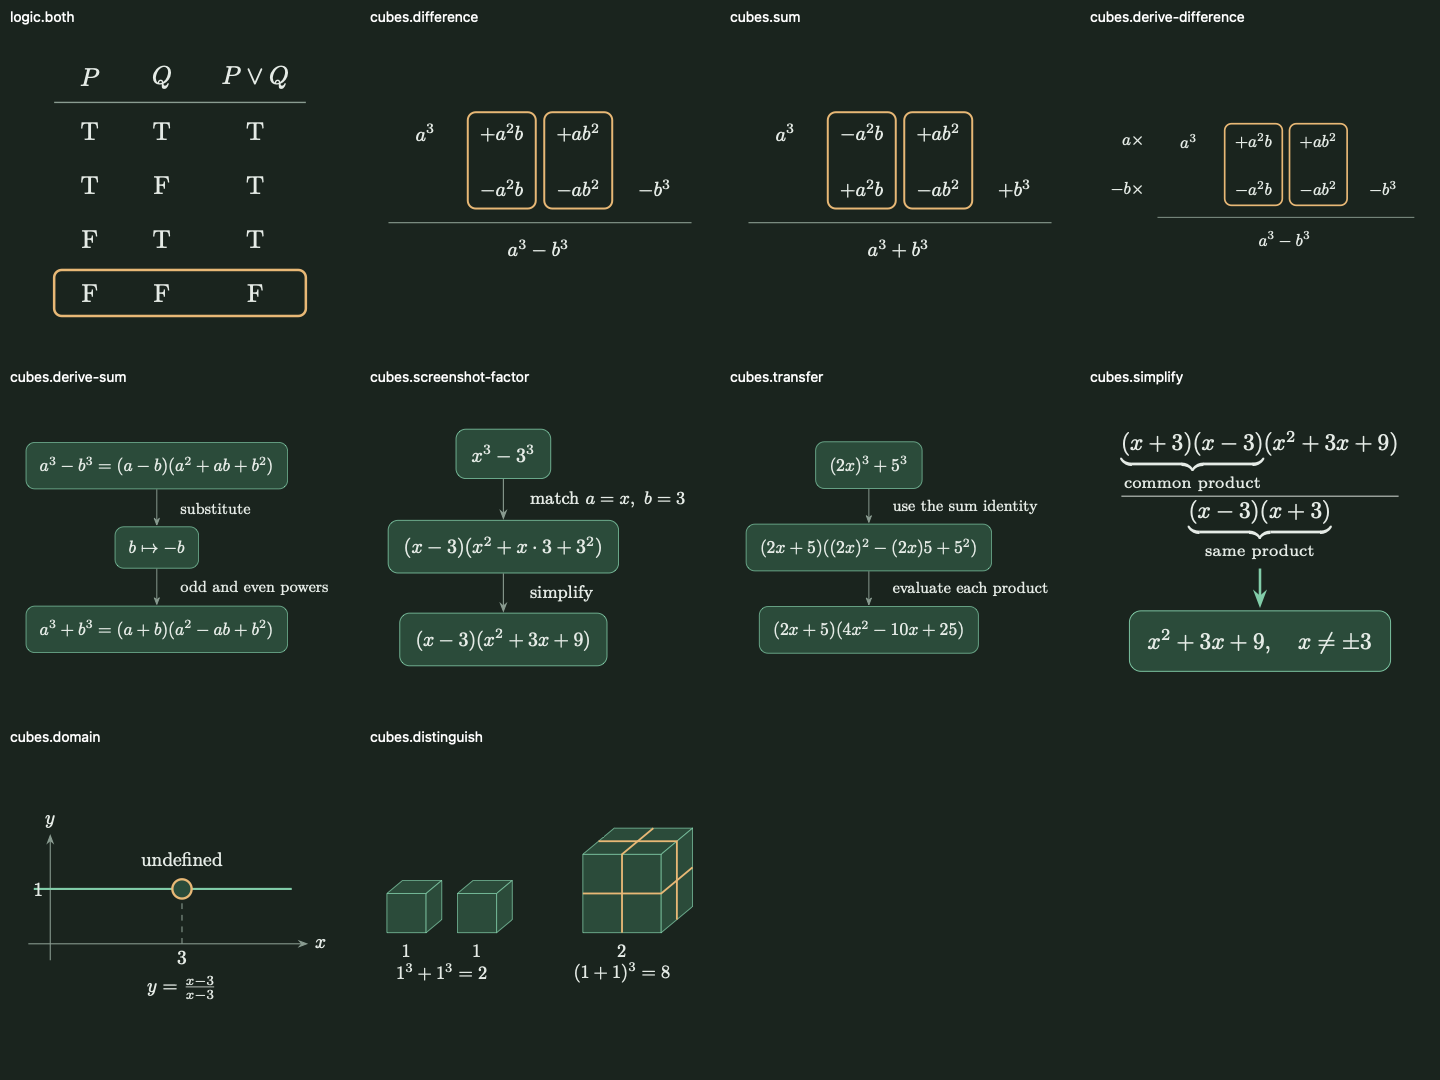 logic.both
P Q P ∨ Q
T T T
T F T
F T T
F F F
cubes.difference
a³ +a²b +ab²
−a²b −ab² −b³
a³ − b³
cubes.sum
a³ −a²b +ab²
+a²b −ab² +b³
a³ + b³
cubes.derive-difference
a× a³ +a²b +ab²
−b× −a²b −ab² −b³
a³ − b³
cubes.derive-sum
a³ − b³ = (a − b)(a² + ab + b²)
substitute
b ↦ −b
odd and even powers
a³ + b³ = (a + b)(a² − ab + b²)
cubes.screenshot-factor
x³ − 3³
match a = x, b = 3
(x − 3)(x² + x · 3 + 3²)
simplify
(x − 3)(x² + 3x + 9)
cubes.transfer
(2x)³ + 5³
use the sum identity
(2x + 5)((2x)² − (2x)5 + 5²)
evaluate each product
(2x + 5)(4x² − 10x + 25)
cubes.simplify
(x + 3)(x − 3)(x² + 3x + 9)
common product
(x − 3)(x + 3)
same product
x² + 3x + 9, x ≠ ±3
cubes.domain
y
undefined
1
x
3
y = x−3/x−3
cubes.distinguish
1 1
1³ + 1³ = 2
2
(1 + 1)³ = 8